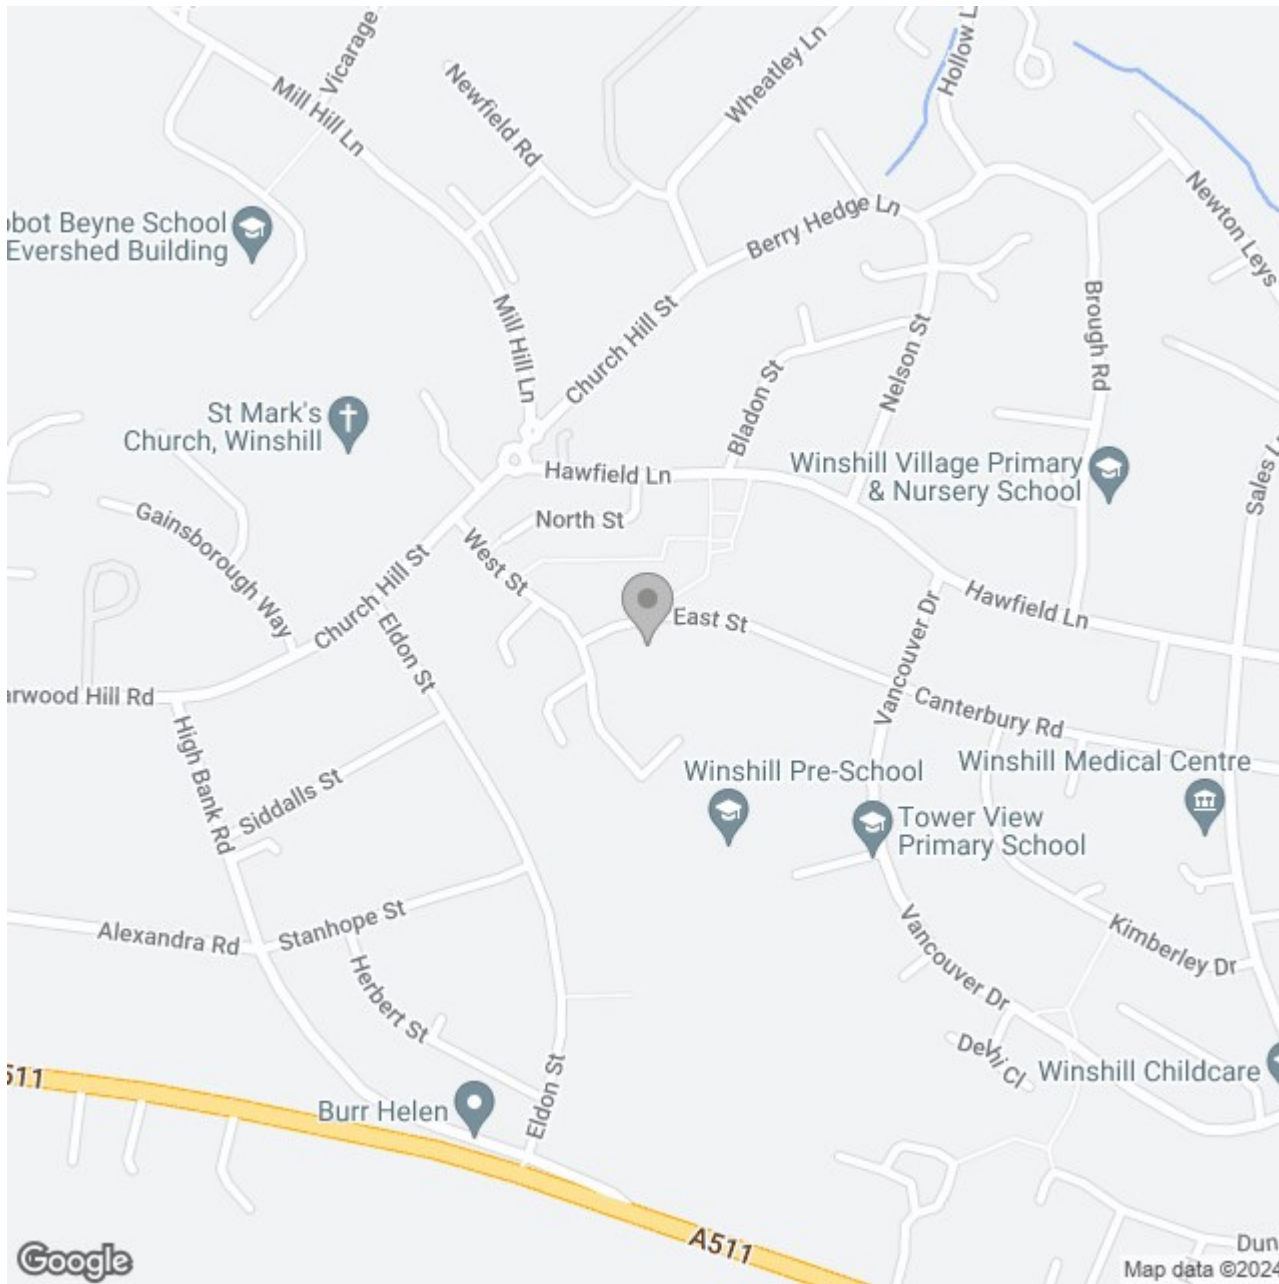 Vicarage
Mill Hill Ln
Newfield Rd
Wheatley Ln
Hollow L
Berry Hedge Ln
Newton Leys
obot Beyne School
Evershed Building
Mill Hill Ln
Church Hill St
Brough Rd
Nelson St
Bladon St
St Mark's
Church, Winshill
Hawfield Ln
Winshill Village Primary
& Nursery School
Sales L
Gainsborough Way
North St
West St
Church Hill St
East St
Hawfield Ln
Vancouver Dr
Eldon St
arwood Hill Rd
Canterbury Rd
High Bank Rd
Siddalls St
Winshill Pre-School
Winshill Medical Centre
Tower View
Primary School
Alexandra Rd
Stanhope St
Herbert St
Vancouver Dr
Kimberley Dr
Delhi Cl
Winshill Childcare
511
Burr Helen
Eldon St
A511
Dun
Google
Map data ©2024